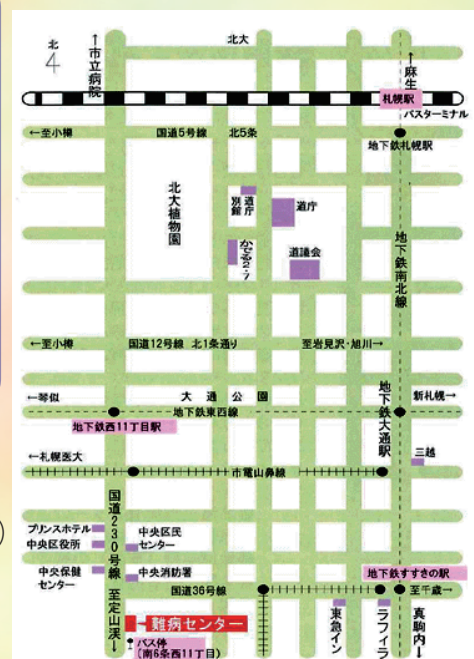 北
4
↑市立病院
北大
↑麻生
札幌駅
バスターミナル
←至小樽
国道5号線
北5条
地下鉄札幌駅
北大植物園
道庁別館
道庁
かでる2・7
道議会
地下鉄南北線
←至小樽
国道12号線 北1条通り
至岩見沢・旭川→
←琴似
大通公園
新札幌→
地下鉄東西線
地下鉄大通駅
地下鉄西11丁目駅
←札幌医大
三越
市電山鼻線
国道230号線 至定山渓↓
プリンスホテル
中央区役所
中央区民
センター
中央保健
センター
中央消防署
地下鉄すすきの駅
国道36号線
至千歳→
難病センター
バス停
(南6条西11丁目)
東急イン
ラフィラ
真駒内↓
)